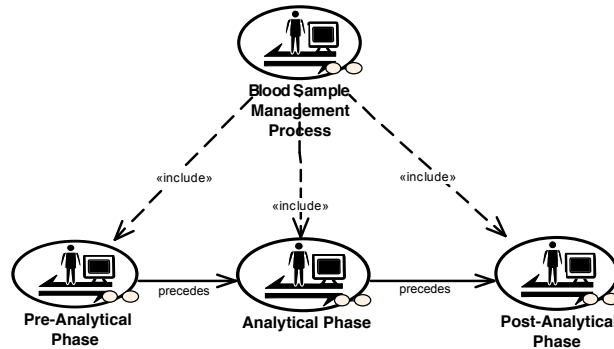 Blood Sample
Management
Process
«include»
«include»
«include»
precedes
precedes
Pre-Analytical
Phase
Analytical Phase
Post-Analytical
Phase